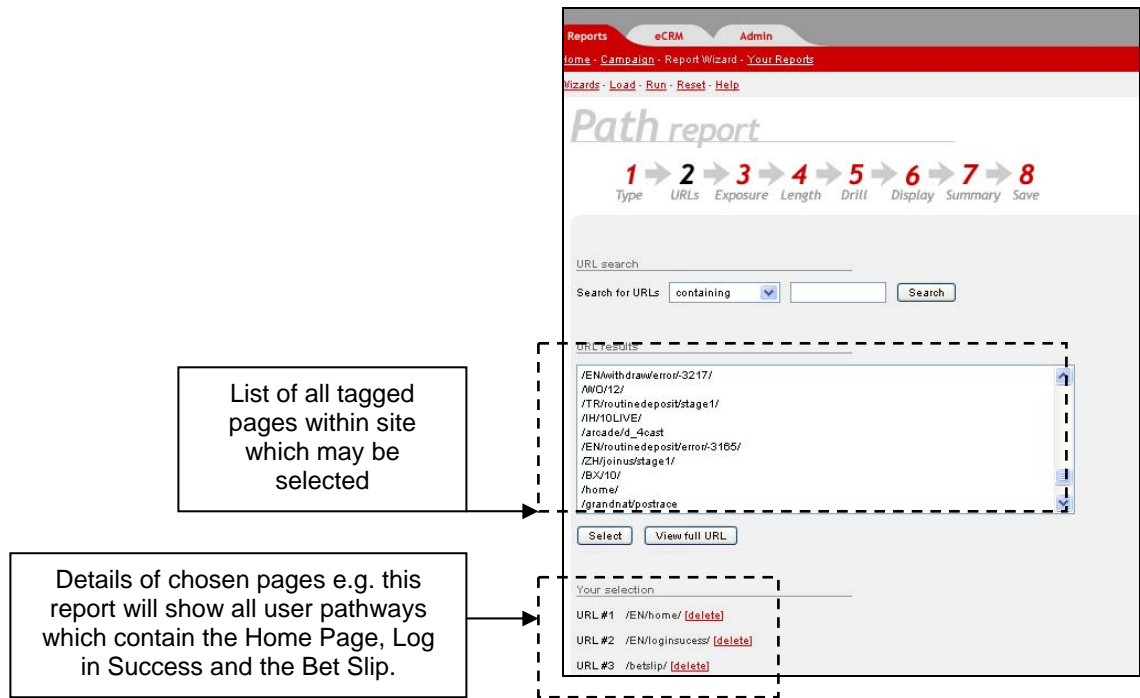 Reports eCRM Admin
Home - Campaign - Report Wizard - Your Reports
Wizards - Load - Run - Reset - Help
Path report
1 2 3 4 5 6 7 8
Type URLs Exposure Length Drill Display Summary Save
URL search
Search for URLs containing Search
URL results
/EN/withdraw/error/-3217/
/WO/12/
/TR/routinedeposit/stage1/
/IH/10LIVE/
/arcade/d_4cast
/EN/routinedeposit/error/-3165/
/ZH/joinus/stage1/
/BX/10/
/home/
/grandnat/postrace
Select View full URL
List of all tagged
pages within site
which may be
selected
Your selection
URL #1 /EN/home/ [delete]
URL #2 /EN/loginsucess/ [delete]
URL #3 /betslip/ [delete]
Details of chosen pages e.g. this
report will show all user pathways
which contain the Home Page, Log
in Success and the Bet Slip.